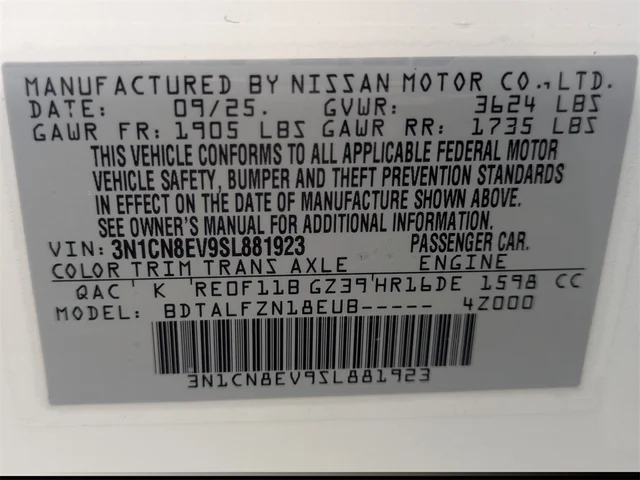 MANUFACTURED BY NISSAN MOTOR CO., LTD.
DATE: 09/25. GVWR: 3624 LBS
GAWR FR: 1905 LBS GAWR RR: 1735 LBS
THIS VEHICLE CONFORMS TO ALL APPLICABLE FEDERAL MOTOR
VEHICLE SAFETY, BUMPER AND THEFT PREVENTION STANDARDS
IN EFFECT ON THE DATE OF MANUFACTURE SHOWN ABOVE.
SEE OWNER'S MANUAL FOR ADDITIONAL INFORMATION.
VIN: 3N1CN8EV9SL881923 PASSENGER CAR.
COLOR TRIM TRANS AXLE ENGINE
QAC K RE0F11B GZ39 HR16DE 1598 CC
MODEL: BDTALFZN18EUB----- 4Z000
3N1CN8EV9SL881923